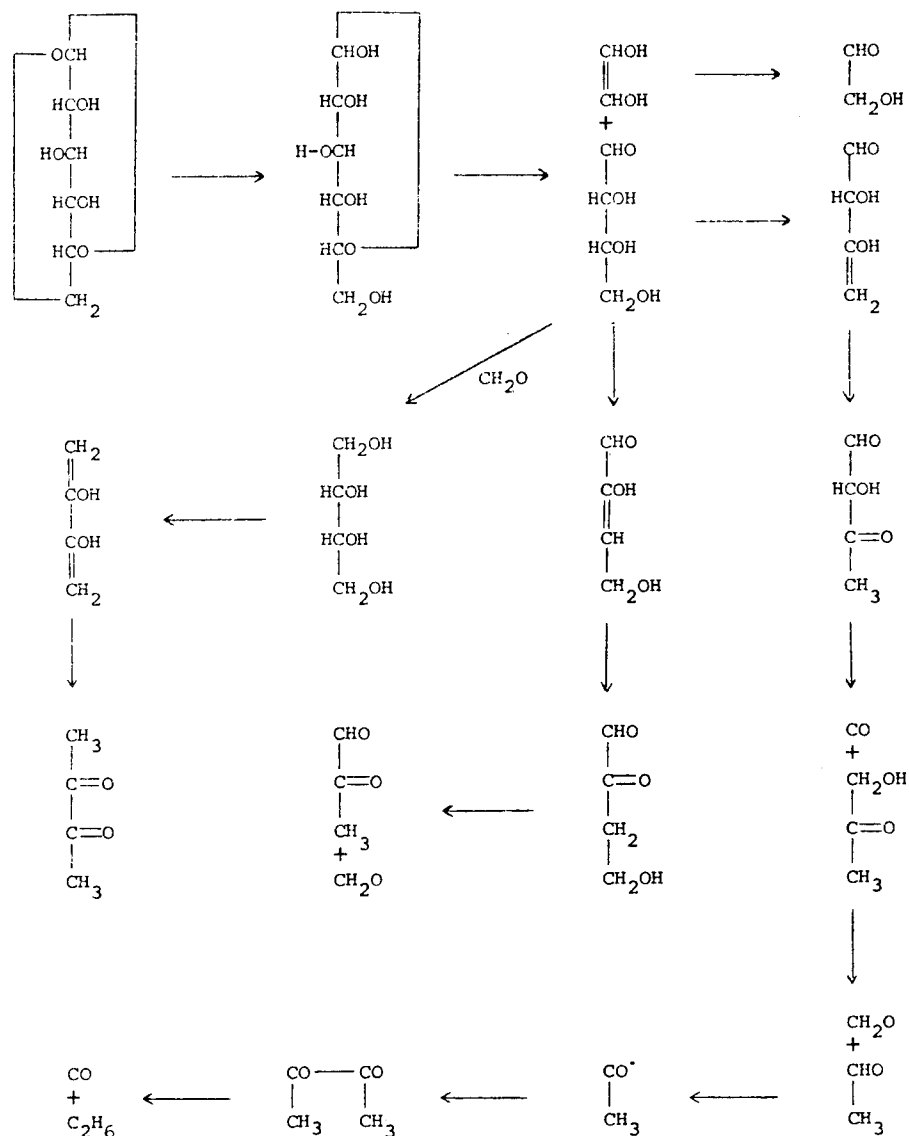 OCH
HCOH
HOCH
HCOH
HCO
CH₂
CHOH
HCOH
H-OCH
HCOH
HCO
CH₂OH
CHOH
CHOH
+
CHO
HCOH
HCOH
CH₂OH
CHO
CH₂OH
CHO
HCOH
COH
CH₂
CH₂O
CH₂
COH
COH
CH₂
CH₂OH
HCOH
HCOH
CH₂OH
CHO
COH
CH
CH₂OH
CHO
HCOH
C=O
CH₃
CH₃
C=O
C=O
CH₃
CHO
C=O
CH₃
+
CH₂O
CHO
C=O
CH₂
CH₂OH
CO
+
CH₂OH
C=O
CH₃
CO
+
C₂H₆
CO — CO
CH₃ CH₃
CO·
CH₃
CH₂O
+
CHO
CH₃